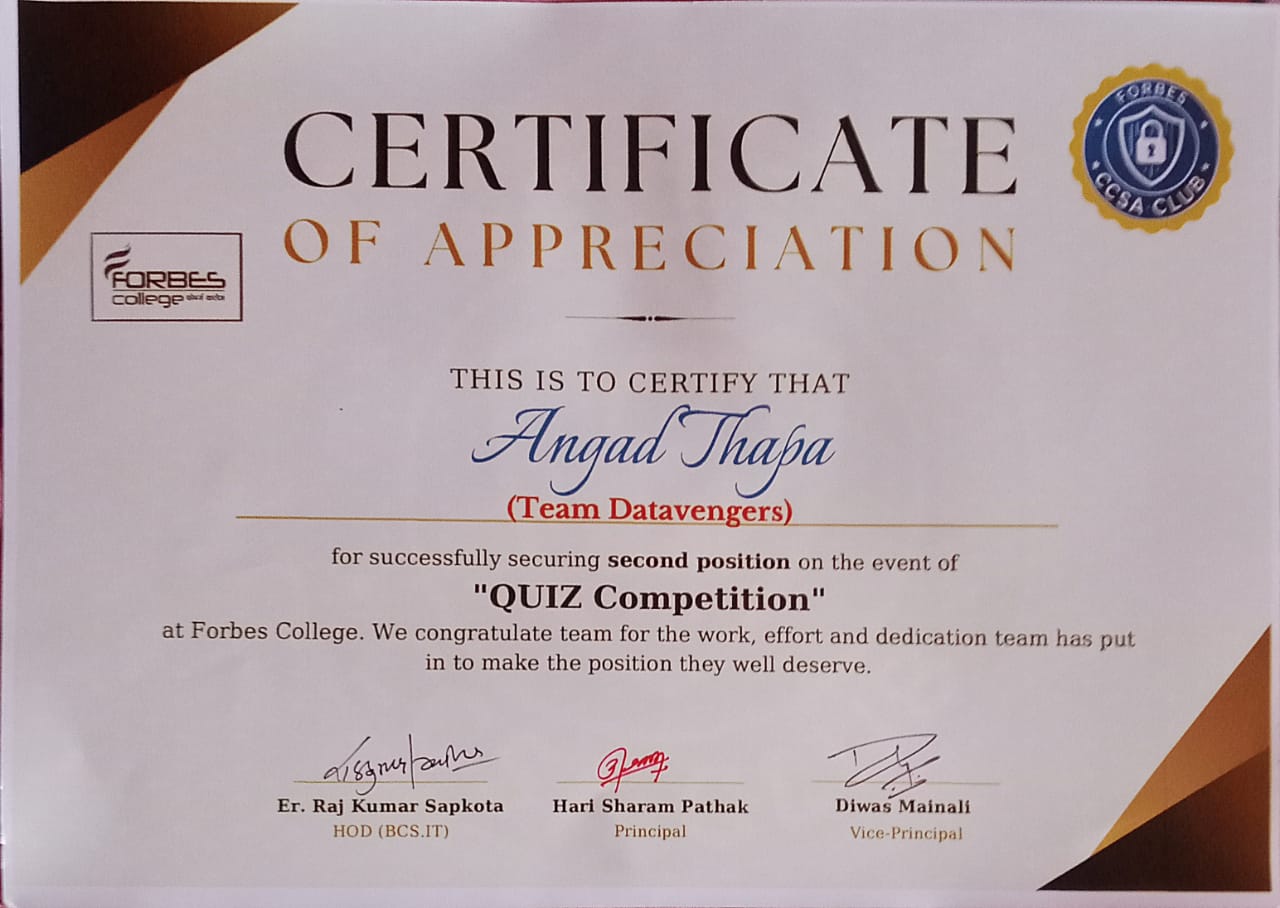 CERTIFICATE
OF APPRECIATION
FORBES
CCSA CLUB
FORBES
college
THIS IS TO CERTIFY THAT
Angad Thapa
(Team Datavengers)
for successfully securing second position on the event of
"QUIZ Competition"
at Forbes College. We congratulate team for the work, effort and dedication team has put
in to make the position they well deserve.
Er. Raj Kumar Sapkota
HOD (BCS.IT)
Hari Sharam Pathak
Principal
Diwas Mainali
Vice-Principal